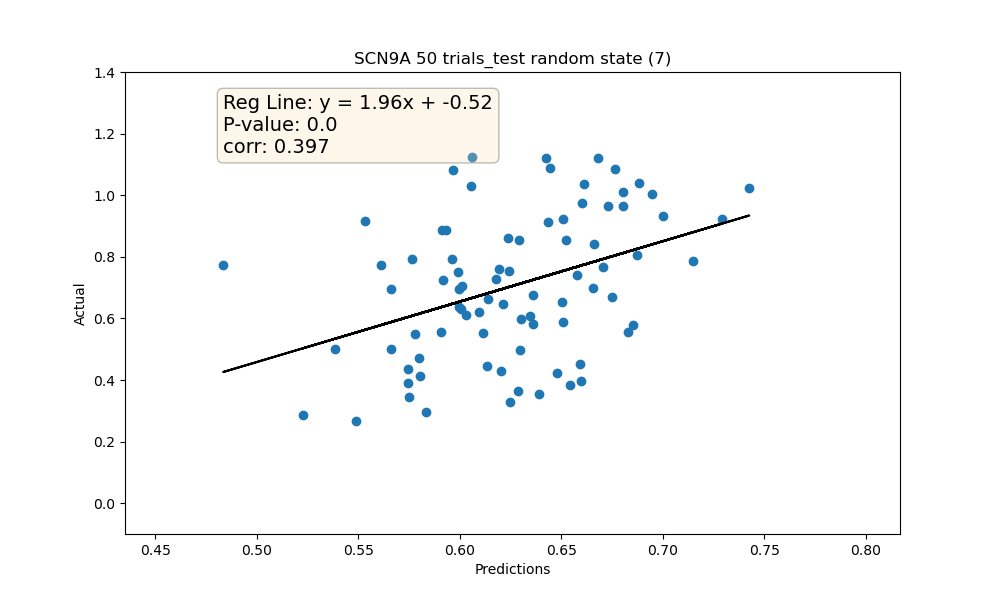 SCN9A 50 trials_test random state (7)
Reg Line: y = 1.96x + -0.52
P-value: 0.0
corr: 0.397
1.4
1.2
1.0
0.8
0.6
0.4
0.2
0.0
Actual
0.45 0.50 0.55 0.60 0.65 0.70 0.75 0.80
Predictions